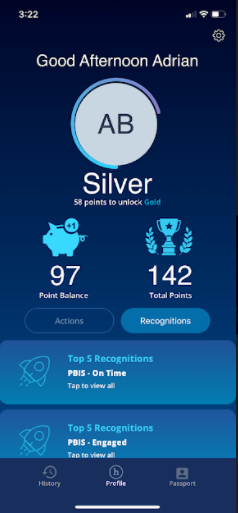 3:22
Good Afternoon Adrian
AB
Silver
58 points to unlock Gold
+1
97
Point Balance
142
Total Points
Actions
Recognitions
Top 5 Recognitions
PBIS - On Time
Tap to view all
Top 5 Recognitions
PBIS - Engaged
Tap to view all
h
History
Profile
Passport